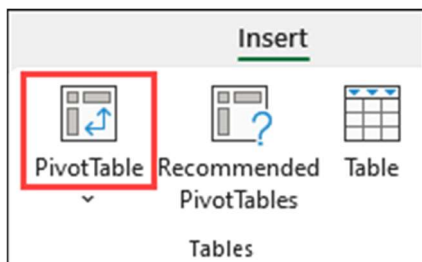 Insert
PivotTable
Recommended
PivotTables
Table
Tables